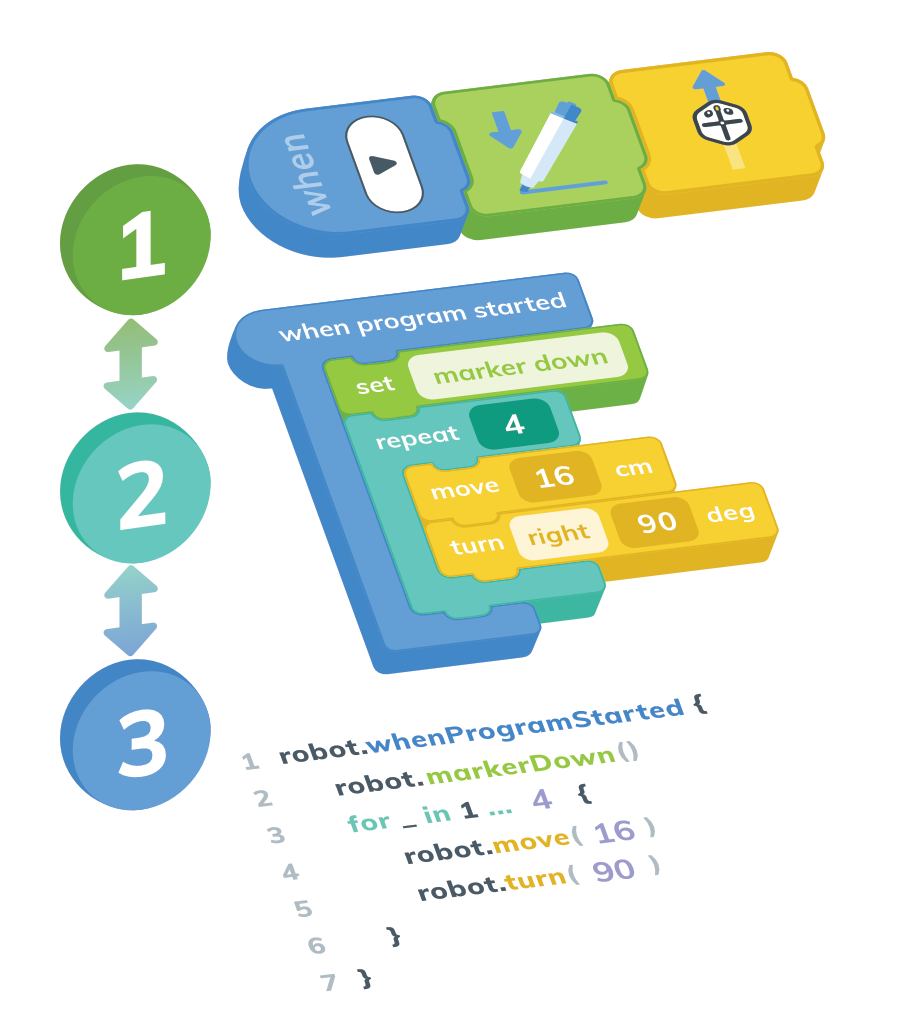 when
1
when program started
set marker down
repeat 4
move 16 cm
turn right 90 deg
2
3
1 robot.whenProgramStarted {
2 robot.markerDown()
3 for _ in 1 ... 4 {
4 robot.move( 16 )
5 robot.turn( 90 )
6 }
7 }